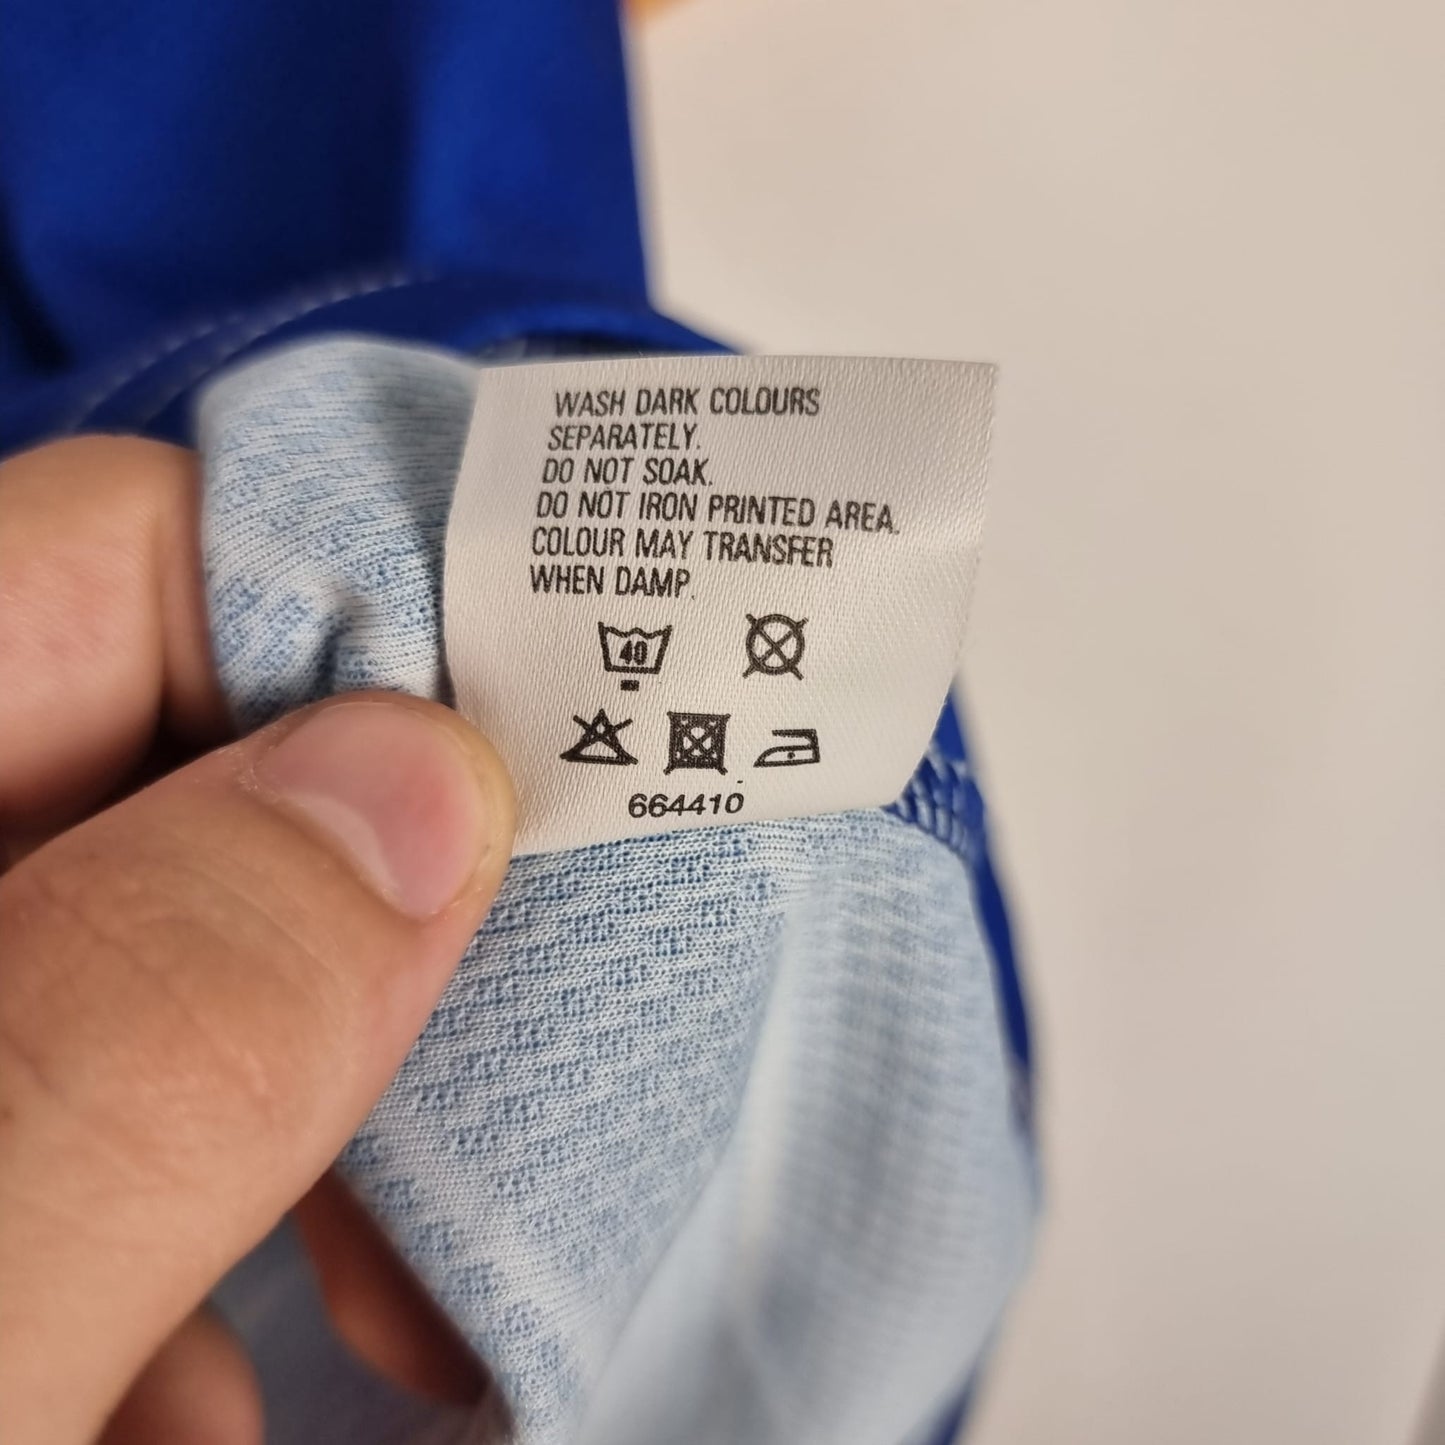 WASH DARK COLOURS
SEPARATELY.
DO NOT SOAK.
DO NOT IRON PRINTED AREA.
COLOUR MAY TRANSFER
WHEN DAMP.
40
664410